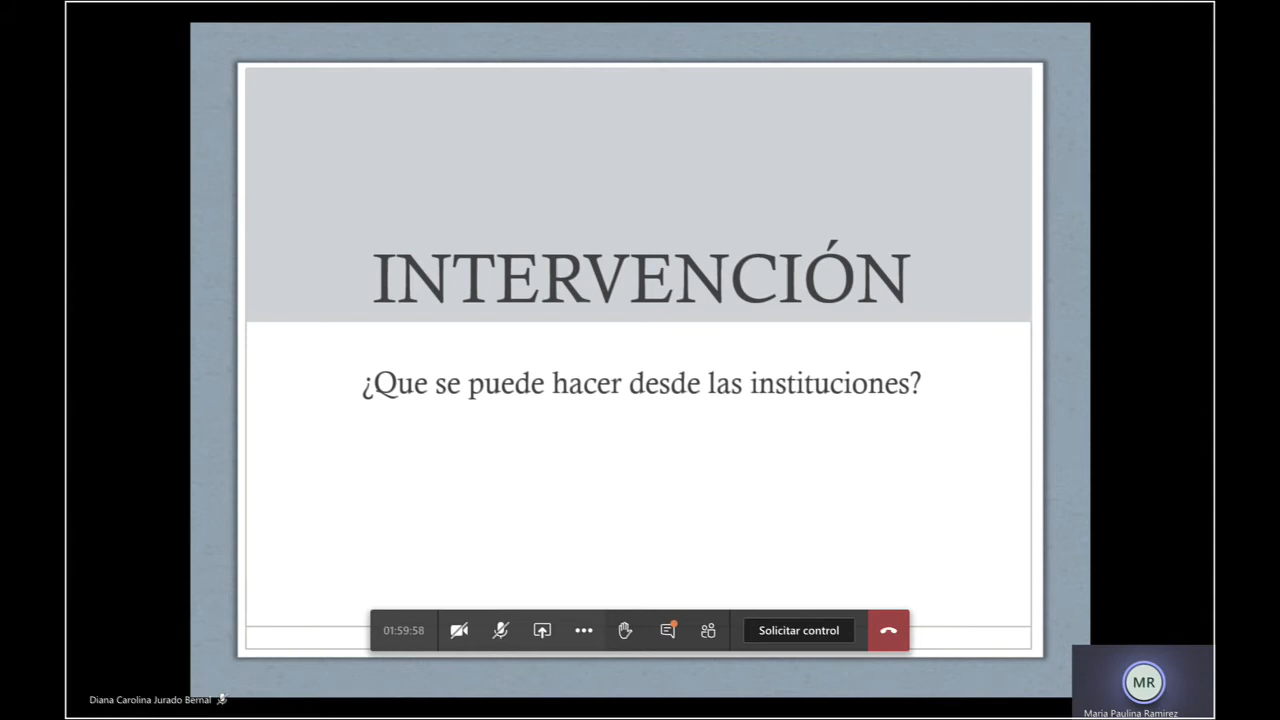 INTERVENCIÓN
¿Que se puede hacer desde las instituciones?
01:59:58
Solicitar control
MR
Diana Carolina Jurado Bernal
Maria Paulina Ramirez